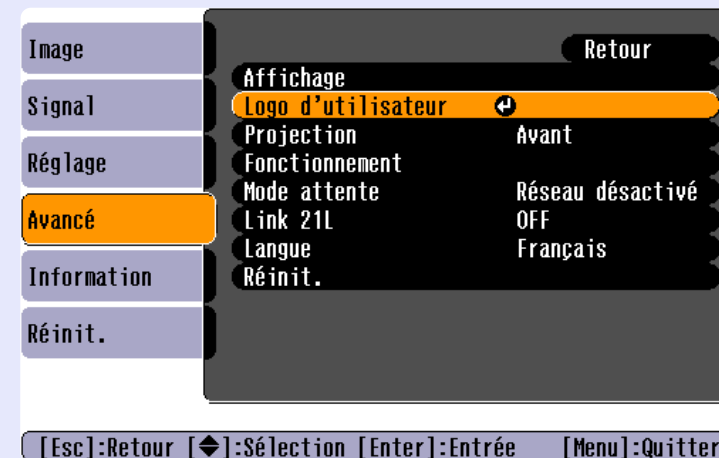 Image
Signal
Réglage
Avancé
Information
Réinit.
Retour
Affichage
Logo d'utilisateur
Projection Avant
Fonctionnement
Mode attente Réseau désactivé
Link 21L OFF
Langue Français
Réinit.
[Esc]:Retour [◆]:Sélection [Enter]:Entrée [Menu]:Quitter